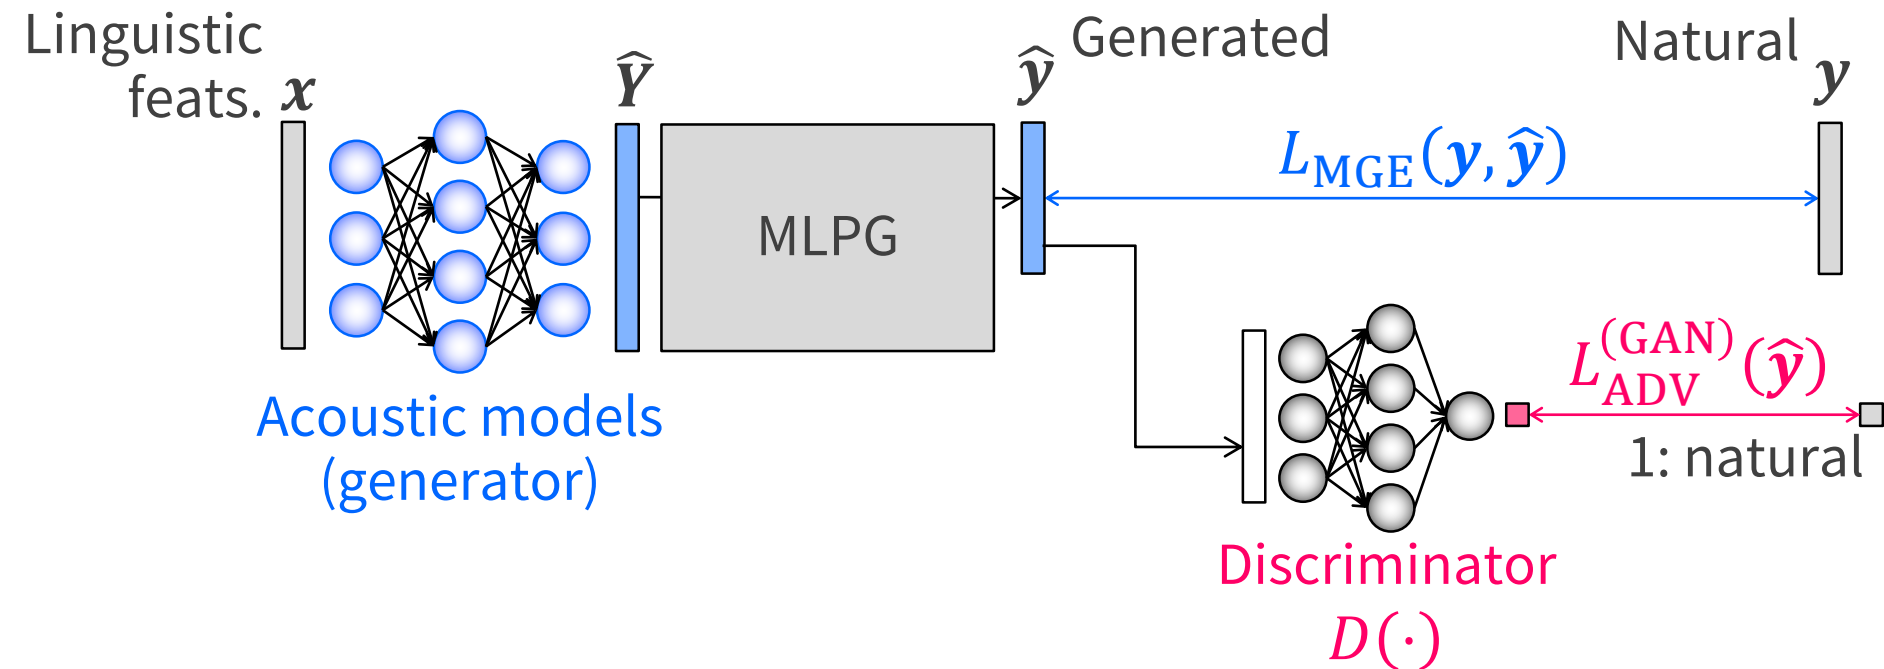 Linguistic
feats. x
Ŷ
ŷ Generated
Natural y
L_MGE(y, ŷ)
MLPG
Acoustic models
(generator)
L_ADV^(GAN)(ŷ)
1: natural
Discriminator
D(·)